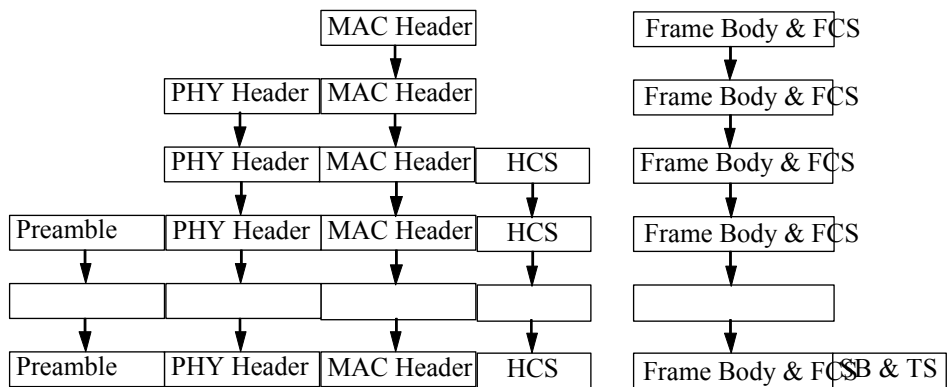 MAC Header Frame Body & FCS
PHY Header MAC Header Frame Body & FCS
PHY Header MAC Header HCS Frame Body & FCS
Preamble PHY Header MAC Header HCS Frame Body & FCS
Preamble PHY Header MAC Header HCS Frame Body & FCS SB & TS